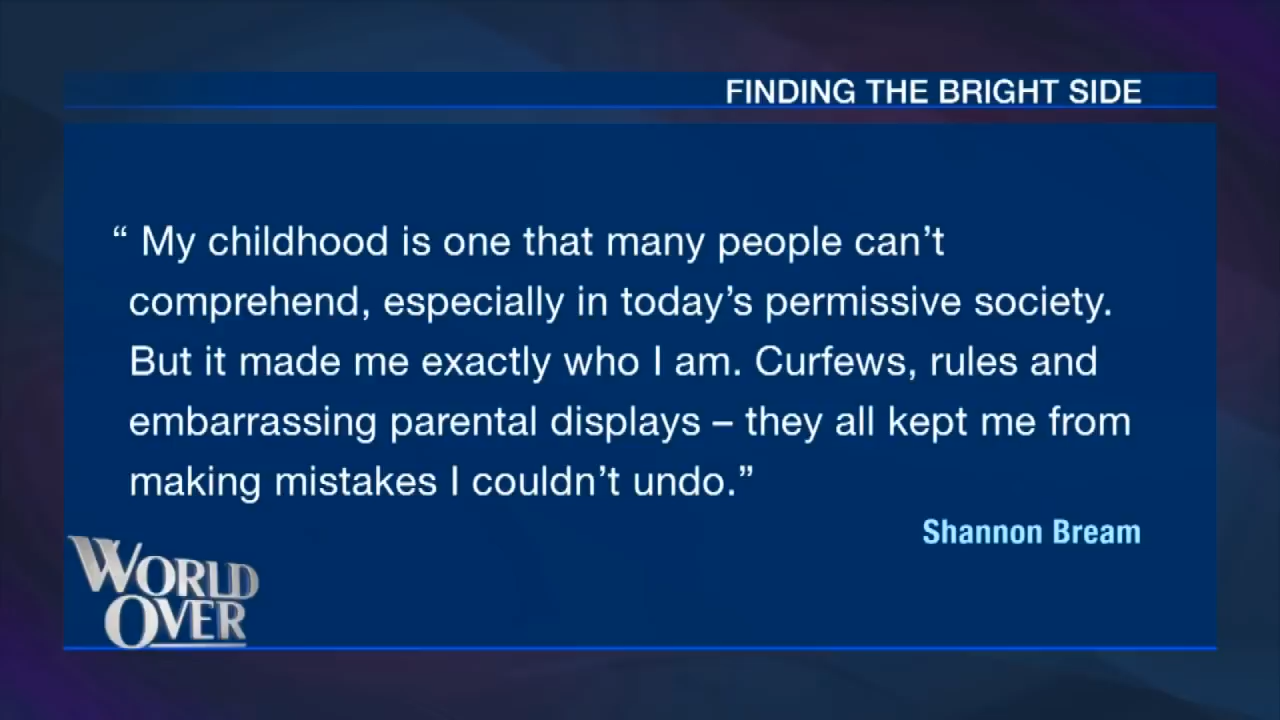 FINDING THE BRIGHT SIDE
“ My childhood is one that many people can’t
comprehend, especially in today’s permissive society.
But it made me exactly who I am. Curfews, rules and
embarrassing parental displays – they all kept me from
making mistakes I couldn’t undo.”
Shannon Bream
WORLD
OVER